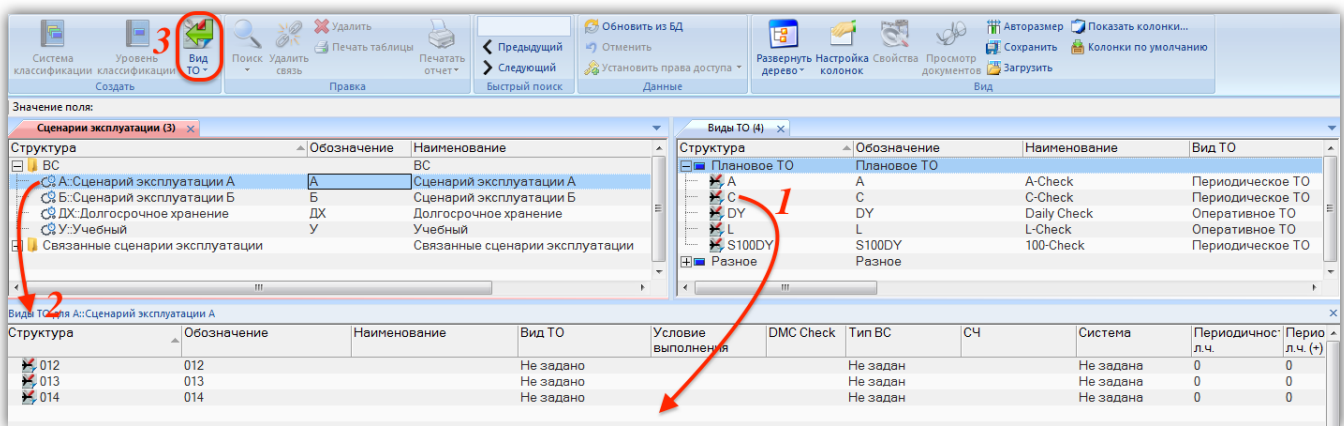 3
Система классификации
Уровень классификации
Вид ТО
Поиск
Удалить связь
Удалить
Печать таблицы
Печатать отчет
Предыдущий
Следующий
Обновить из БД
Отменить
Установить права доступа
Развернуть дерево
Настройка колонок
Свойства
Просмотр документов
Авторазмер
Сохранить
Загрузить
Показать колонки...
Колонки по умолчанию
Создать Правка Быстрый поиск Данные Вид
Значение поля:
Сценарии эксплуатации (3)
Структура Обозначение Наименование
ВС ВС
А::Сценарий эксплуатации А А Сценарий эксплуатации А
Б::Сценарий эксплуатации Б Б Сценарий эксплуатации Б
ДХ::Долгосрочное хранение ДХ Долгосрочное хранение
У::Учебный У Учебный
Связанные сценарии эксплуатации Связанные сценарии эксплуатации
Виды ТО (4)
Структура Обозначение Наименование Вид ТО
Плановое ТО Плановое ТО
A A A-Check Периодическое ТО
C C C-Check Периодическое ТО
DY DY Daily Check Оперативное ТО
L L L-Check Оперативное ТО
S100DY S100DY 100-Check Периодическое ТО
Разное Разное
1
2
Виды ТО для А::Сценарий эксплуатации А
Структура Обозначение Наименование Вид ТО Условие выполнения DMC Check Тип ВС СЧ Система Периодичност л.ч. Перио л.ч. (+)
012 012 Не задано Не задан Не задана 0 0
013 013 Не задано Не задан Не задана 0 0
014 014 Не задано Не задан Не задана 0 0